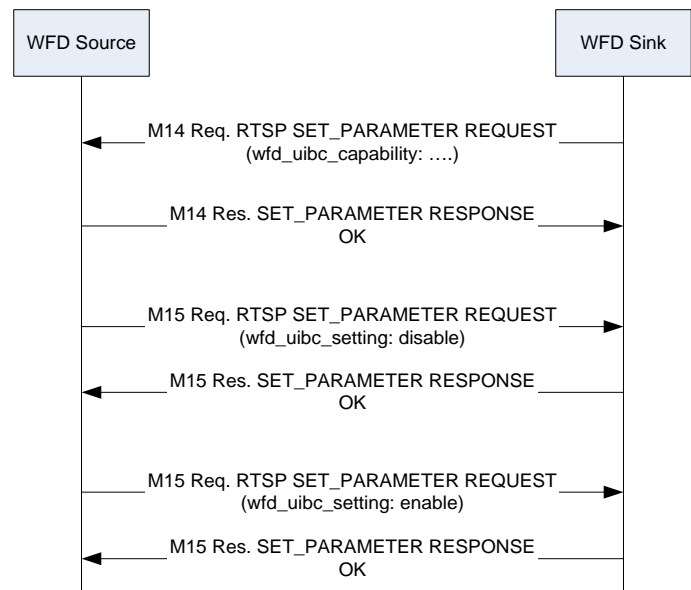 WFD Source
WFD Sink
M14 Req. RTSP SET_PARAMETER REQUEST
(wfd_uibc_capability: ….)
M14 Res. SET_PARAMETER RESPONSE
OK
M15 Req. RTSP SET_PARAMETER REQUEST
(wfd_uibc_setting: disable)
M15 Res. SET_PARAMETER RESPONSE
OK
M15 Req. RTSP SET_PARAMETER REQUEST
(wfd_uibc_setting: enable)
M15 Res. SET_PARAMETER RESPONSE
OK